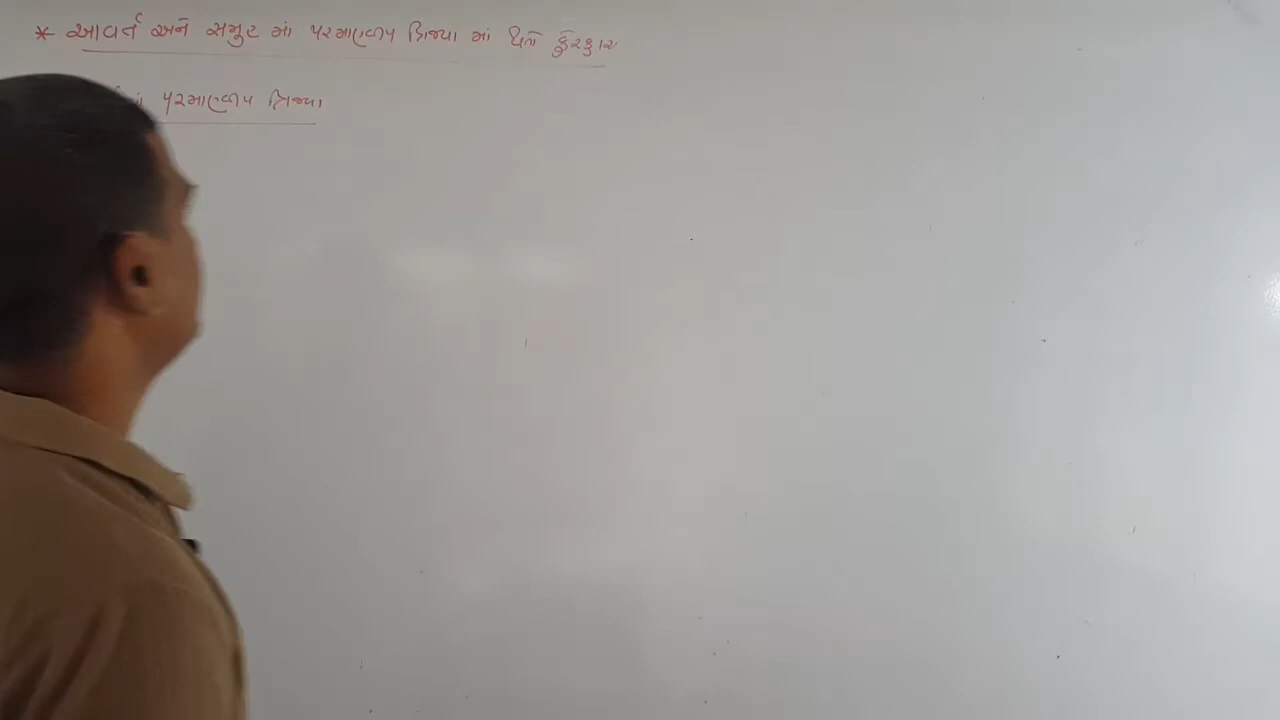 * આવર્ત અને સમુહ માં પરમાણ્વીય ત્રિજ્યા માં થતો ફેરફાર
માં પરમાણ્વીય ત્રિજ્યા